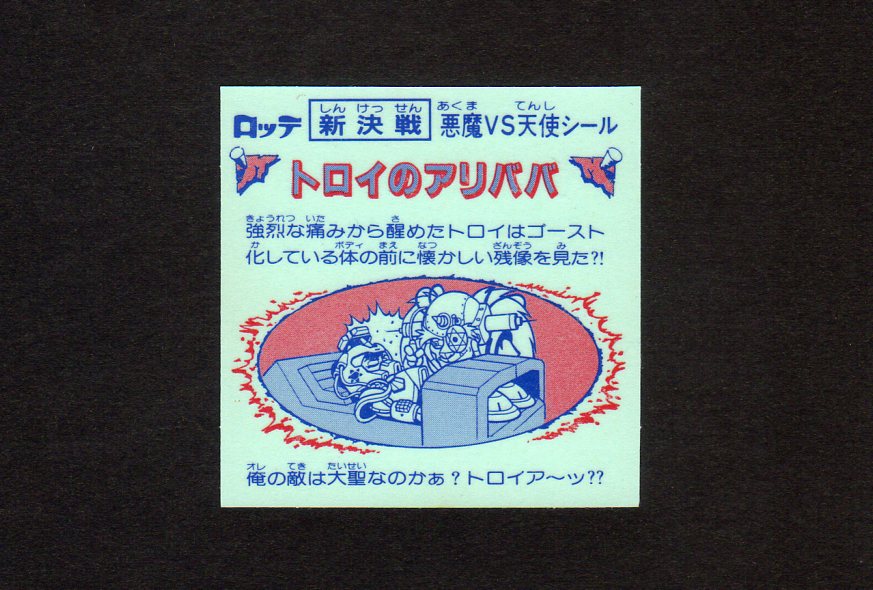 ロッテ 新決戦 悪魔VS天使シール
トロイのアリババ
強烈な痛みから醒めたトロイはゴースト
化している体の前に懐かしい残像を見た?!
俺の敵は大聖なのかぁ?トロイア〜ッ??